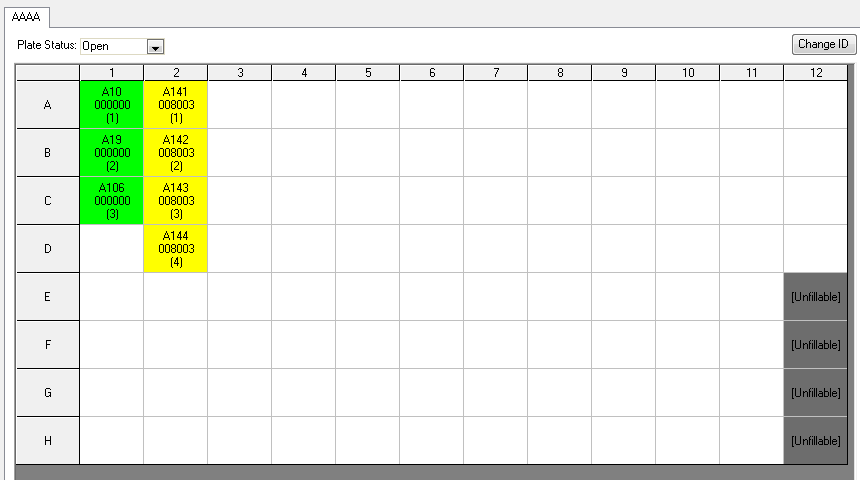 AAAA
Plate Status: Open
Change ID
1 2 3 4 5 6 7 8 9 10 11 12
A
A10
000000
(1)
A141
008003
(1)
B
A19
000000
(2)
A142
008003
(2)
C
A106
000000
(3)
A143
008003
(3)
D
A144
008003
(4)
E
[Unfillable]
F
[Unfillable]
G
[Unfillable]
H
[Unfillable]